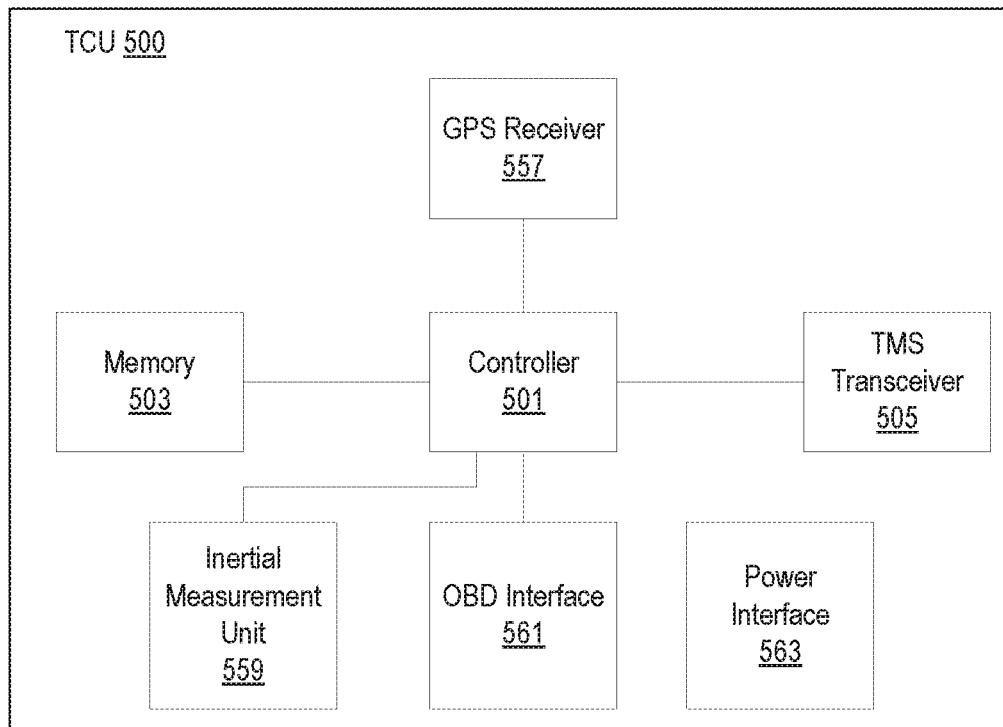 TCU 500
GPS Receiver
557
Memory
503
Controller
501
TMS
Transceiver
505
Inertial
Measurement
Unit
559
OBD Interface
561
Power
Interface
563